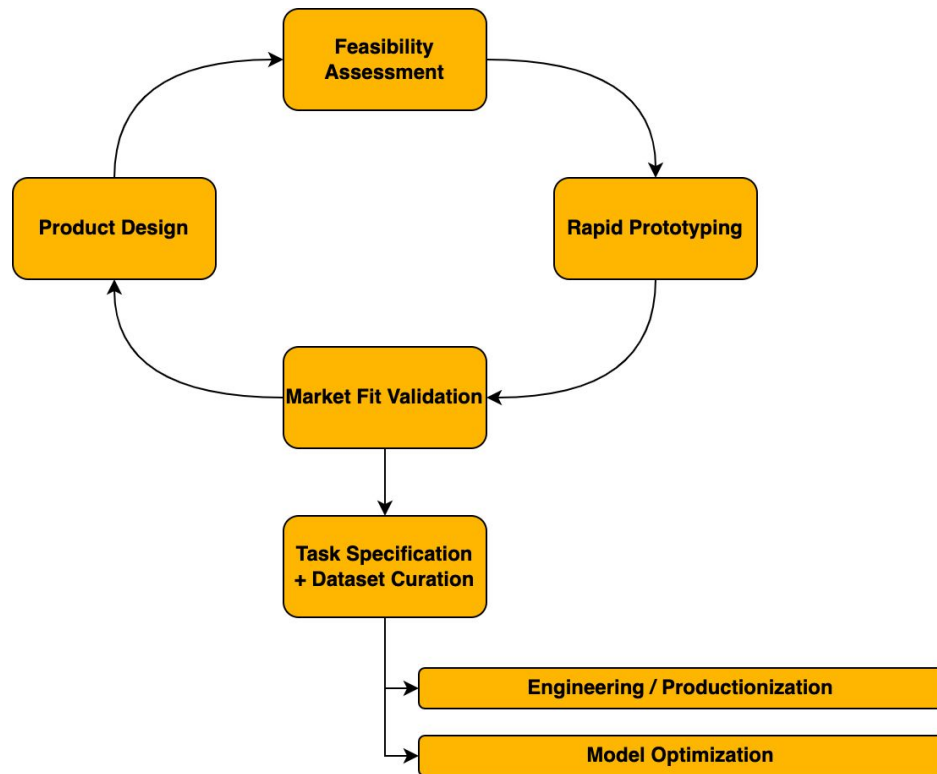 Feasibility
Assessment
Product Design
Rapid Prototyping
Market Fit Validation
Task Specification
+ Dataset Curation
Engineering / Productionization
Model Optimization